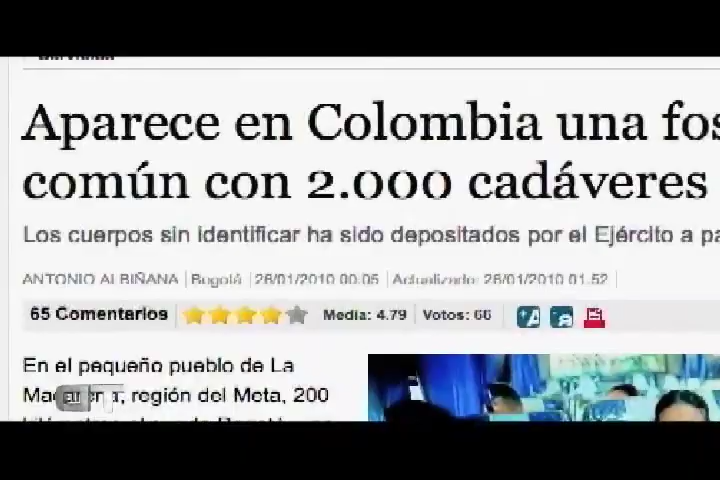 Aparece en Colombia una fos
común con 2.000 cadáveres
Los cuerpos sin identificar ha sido depositados por el Ejército a pa
ANTONIO ALBIÑANA | Bogotá | 26/01/2010 00:05 | Actualizado: 26/01/2010 01:52 |
65 Comentarios | Media: 4.79 | Votos: 66
En el pequeño pueblo de La
Macarena, región del Meta, 200